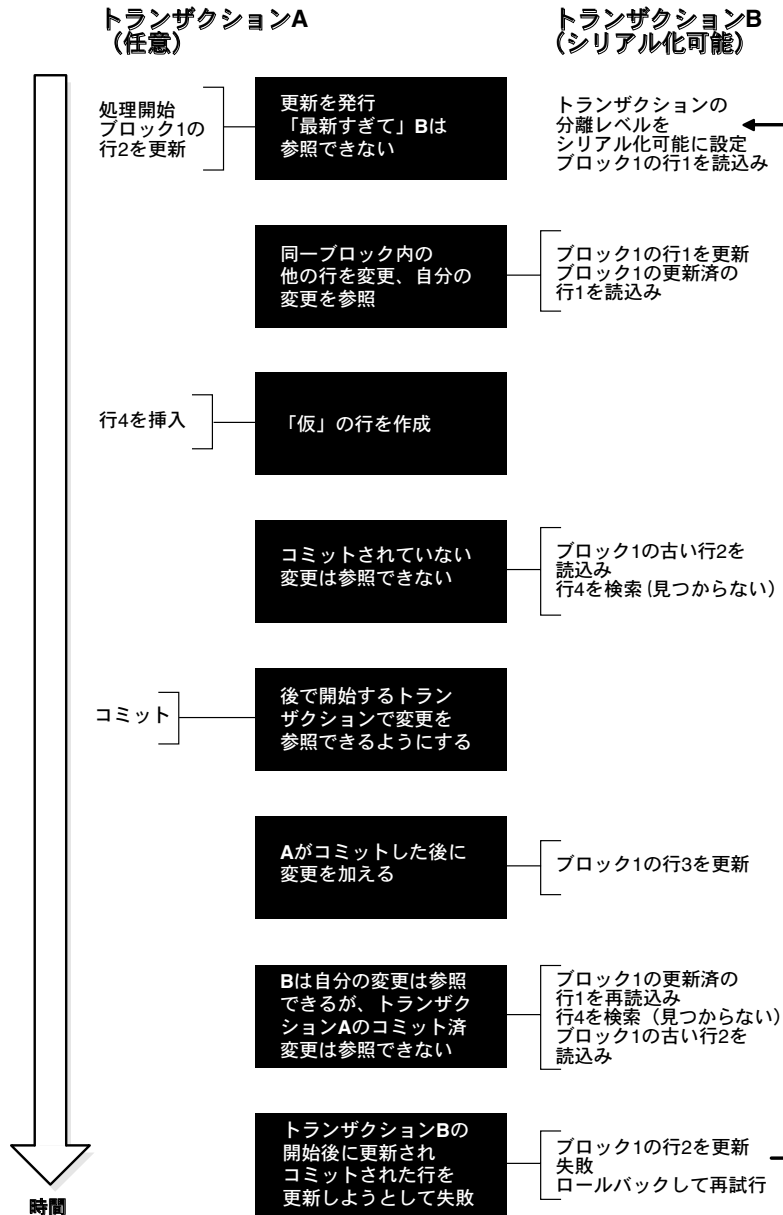 トランザクションA
（任意）
トランザクションB
（シリアル化可能）
処理開始
ブロック1の
行2を更新
更新を発行
「最新すぎて」Bは
参照できない
トランザクションの
分離レベルを
シリアル化可能に設定
ブロック1の行1を読込み
同一ブロック内の
他の行を変更、自分の
変更を参照
ブロック1の行1を更新
ブロック1の更新済の
行1を読込み
行4を挿入
「仮」の行を作成
コミットされていない
変更は参照できない
ブロック1の古い行2を
読込み
行4を検索（見つからない）
コミット
後で開始するトラン
ザクションで変更を
参照できるようにする
Aがコミットした後に
変更を加える
ブロック1の行3を更新
Bは自分の変更は参照
できるが、トランザク
ションAのコミット済
変更は参照できない
ブロック1の更新済の
行1を再読込み
行4を検索（見つからない）
ブロック1の古い行2を
読込み
トランザクションBの
開始後に更新され
コミットされた行を
更新しようとして失敗
ブロック1の行2を更新
失敗
ロールバックして再試行
時間